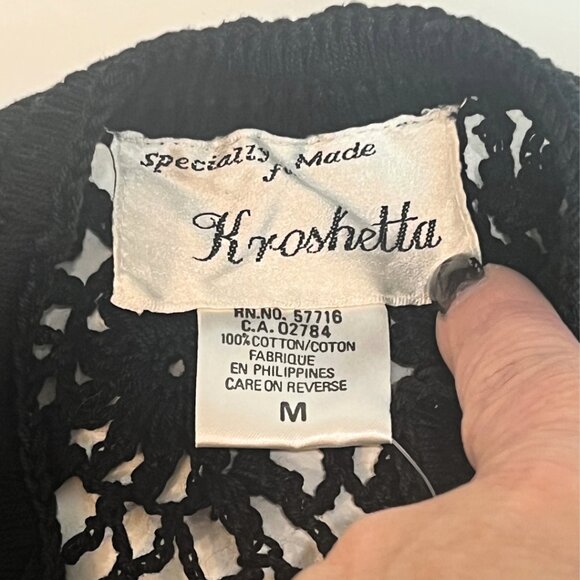 Specially
Made
Kroshetta
RN.NO. 57716
C.A. 02784
100% COTTON/COTON
FABRIQUE
EN PHILIPPINES
CARE ON REVERSE
M